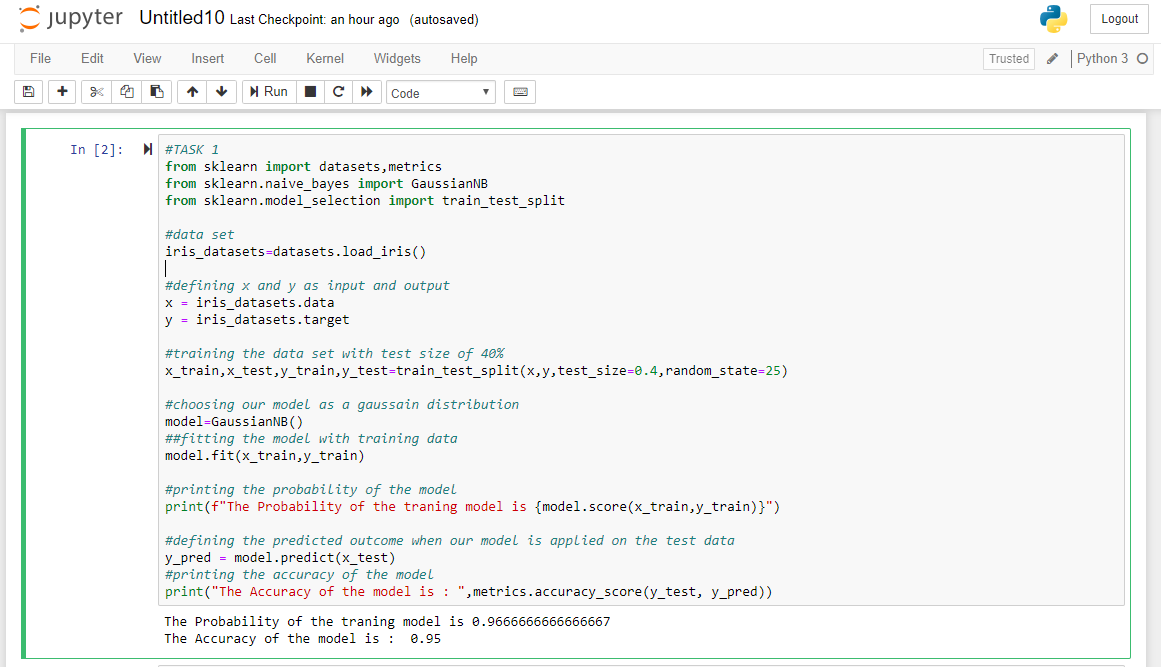 jupyter Untitled10 Last Checkpoint: an hour ago (autosaved)
Logout
File Edit View Insert Cell Kernel Widgets Help
Trusted Python 3
Run Code
In [2]:
#TASK 1
from sklearn import datasets,metrics
from sklearn.naive_bayes import GaussianNB
from sklearn.model_selection import train_test_split
#data set
iris_datasets=datasets.load_iris()
#defining x and y as input and output
x = iris_datasets.data
y = iris_datasets.target
#training the data set with test size of 40%
x_train,x_test,y_train,y_test=train_test_split(x,y,test_size=0.4,random_state=25)
#choosing our model as a gaussain distribution
model=GaussianNB()
##fitting the model with training data
model.fit(x_train,y_train)
#printing the probability of the model
print(f"The Probability of the traning model is {model.score(x_train,y_train)}")
#defining the predicted outcome when our model is applied on the test data
y_pred = model.predict(x_test)
#printing the accuracy of the model
print("The Accuracy of the model is : ",metrics.accuracy_score(y_test, y_pred))
The Probability of the traning model is 0.9666666666666667
The Accuracy of the model is :  0.95